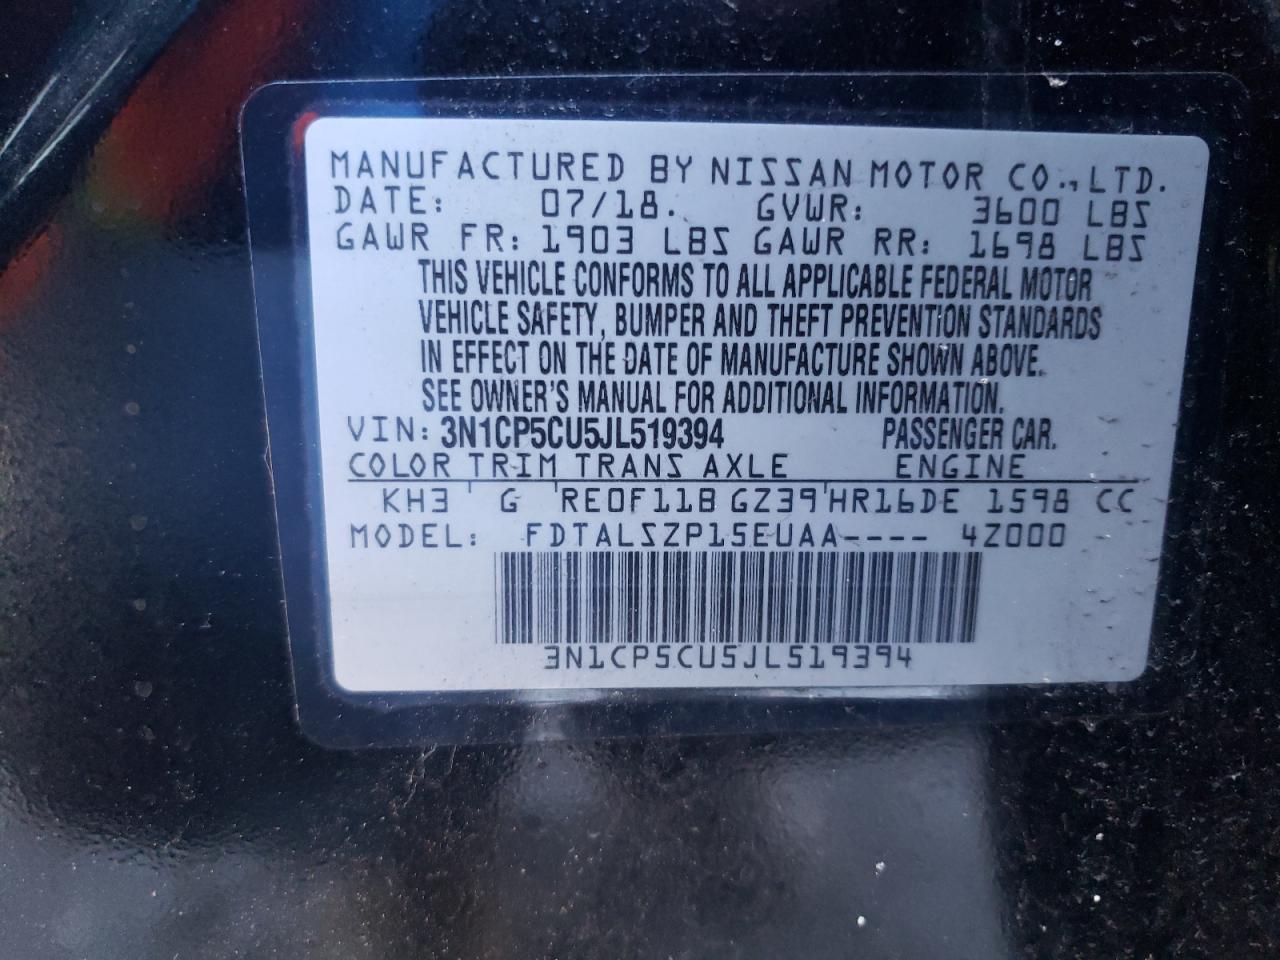 MANUFACTURED BY NISSAN MOTOR CO., LTD.
DATE: 07/18. GVWR: 3600 LBS
GAWR FR: 1903 LBS GAWR RR: 1698 LBS
THIS VEHICLE CONFORMS TO ALL APPLICABLE FEDERAL MOTOR
VEHICLE SAFETY, BUMPER AND THEFT PREVENTION STANDARDS
IN EFFECT ON THE DATE OF MANUFACTURE SHOWN ABOVE.
SEE OWNER'S MANUAL FOR ADDITIONAL INFORMATION.
VIN: 3N1CP5CU5JL519394 PASSENGER CAR.
COLOR TRIM TRANS AXLE ENGINE
KH3 G RE0F11B GZ39 HR16DE 1598 CC
MODEL: FDTALSZP15EUAA---- 4Z000
3N1CP5CU5JL519394